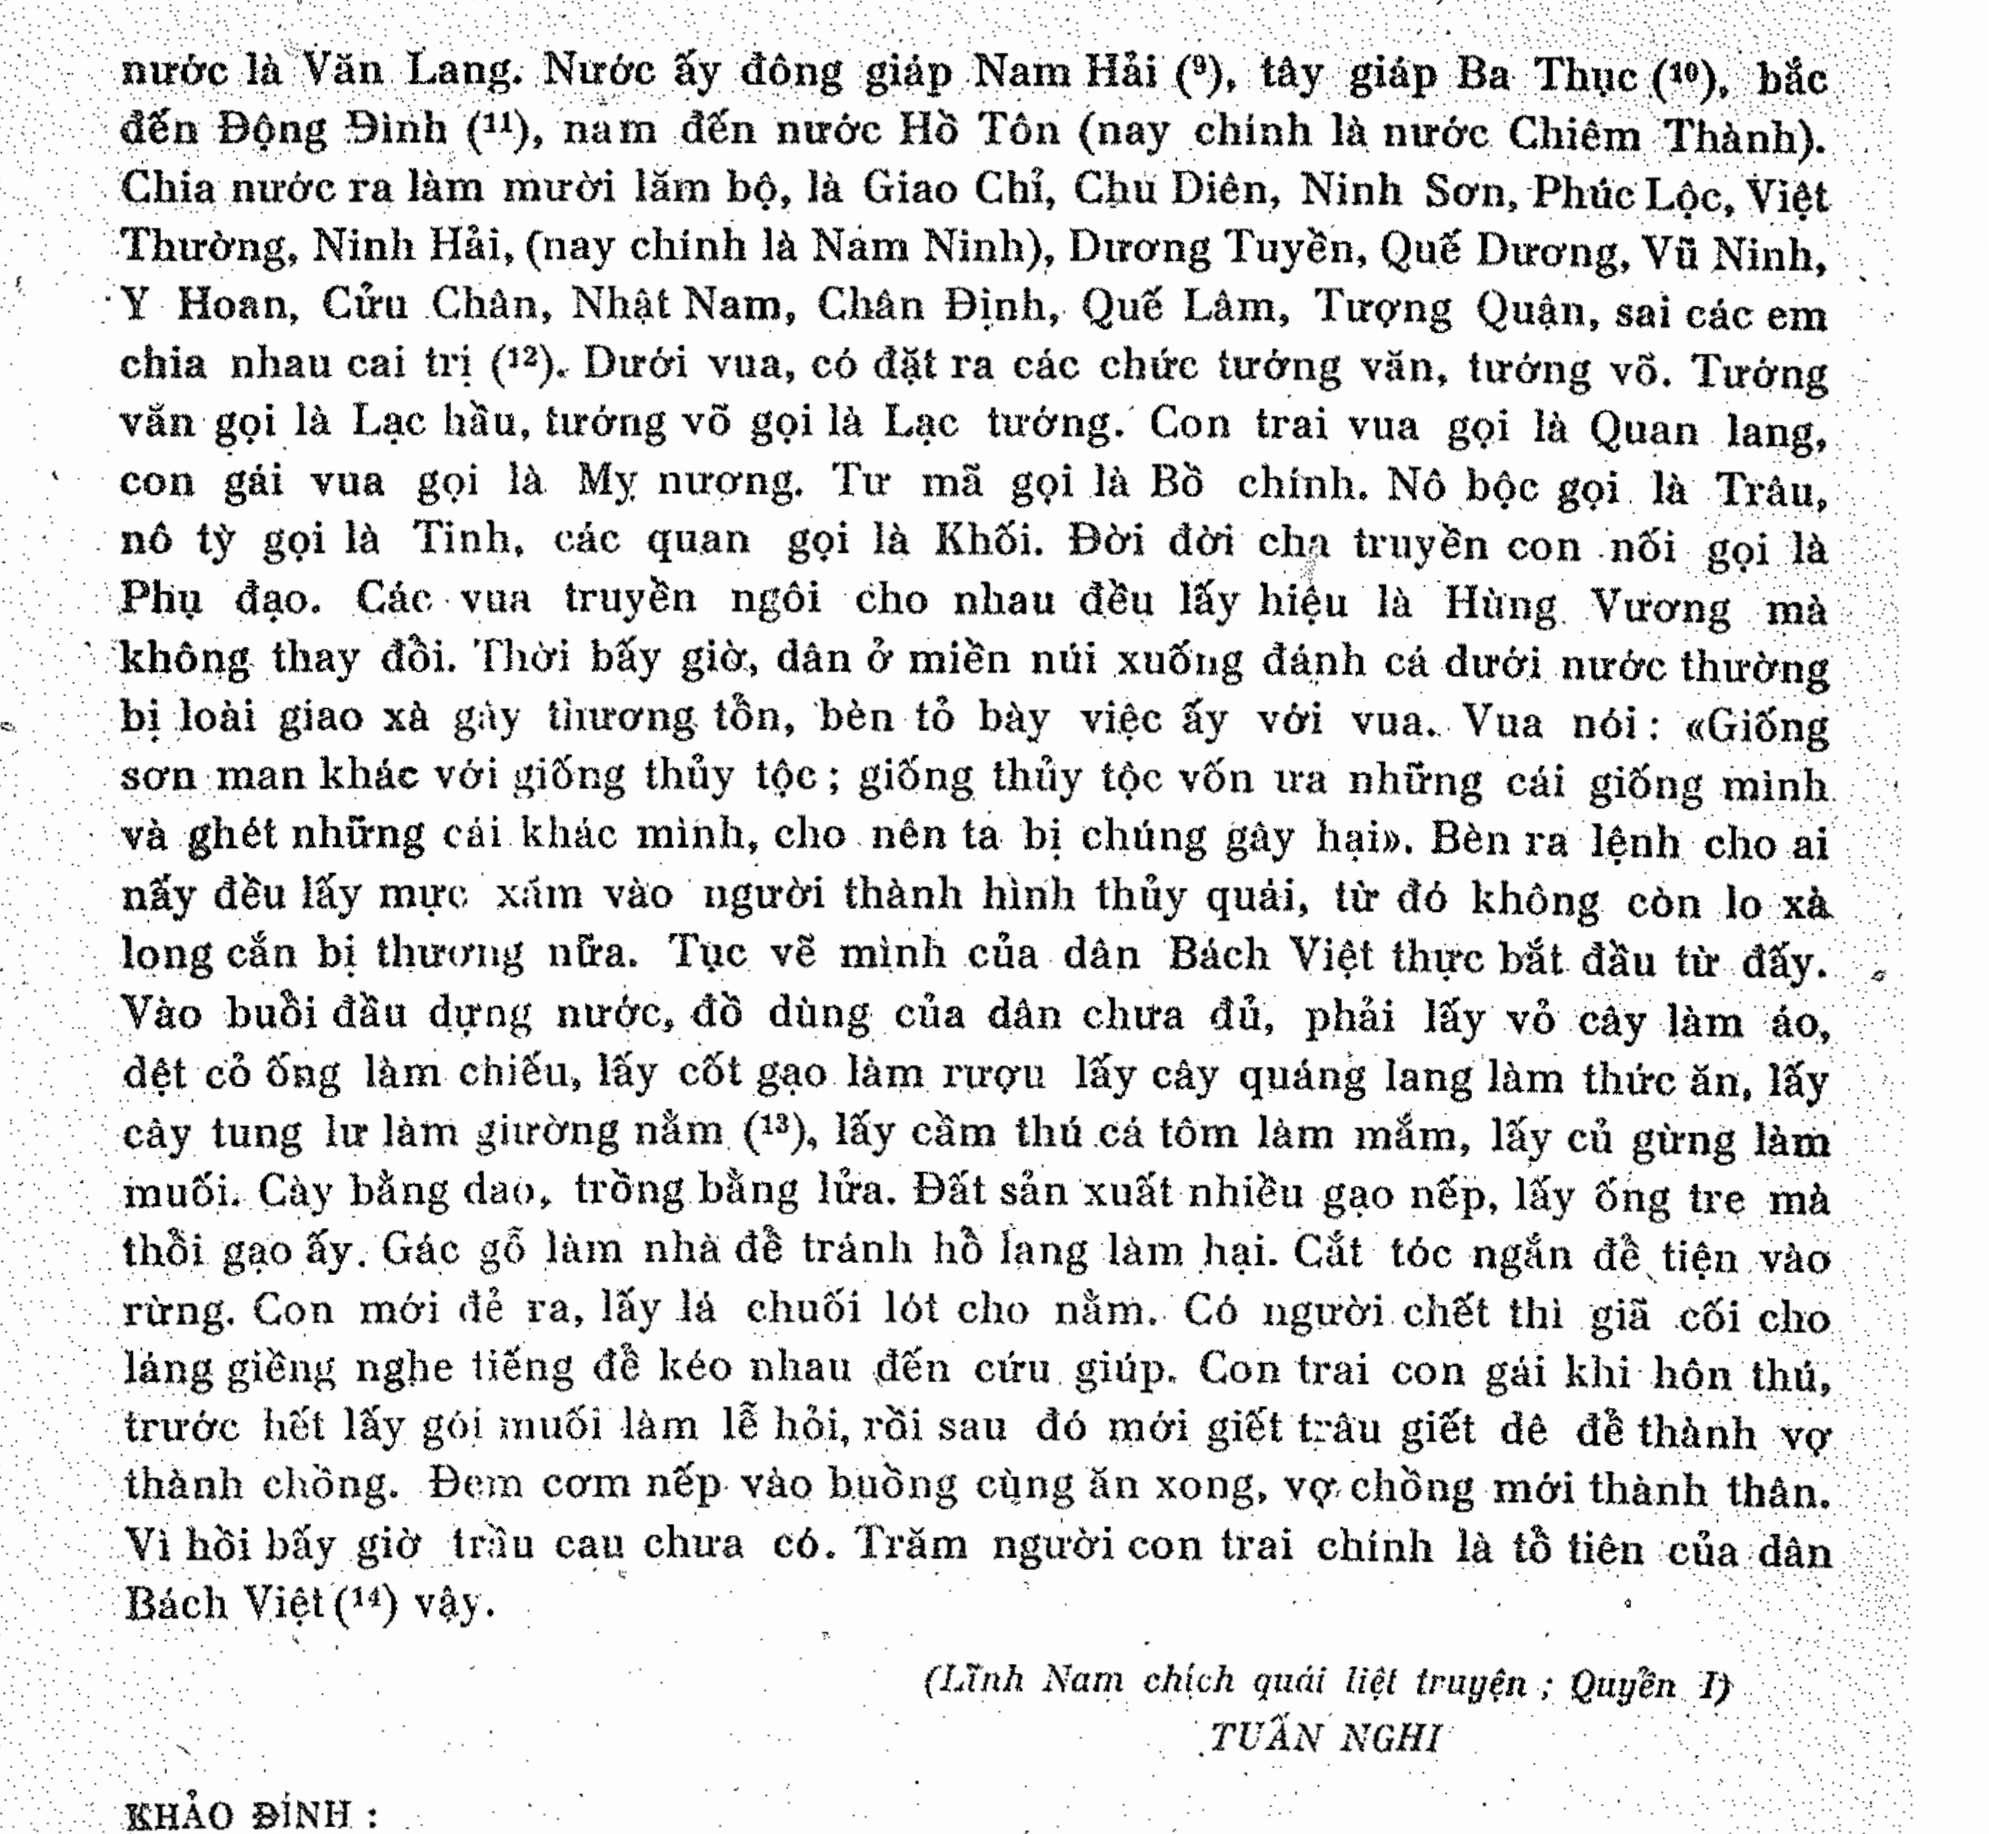 nước là Văn Lang. Nước ấy đông giáp Nam Hải (⁹), tây giáp Ba Thục (¹⁰), bắc
đến Động Đình (¹¹), nam đến nước Hồ Tôn (nay chính là nước Chiêm Thành).
Chia nước ra làm mười lăm bộ, là Giao Chỉ, Chu Diên, Ninh Sơn, Phúc Lộc, Việt
Thường, Ninh Hải, (nay chính là Nam Ninh), Dương Tuyền, Quế Dương, Vũ Ninh,
Y Hoan, Cửu Chân, Nhật Nam, Chân Định, Quế Lâm, Tượng Quận, sai các em
chia nhau cai trị (¹²). Dưới vua, có đặt ra các chức tướng văn, tướng võ. Tướng
văn gọi là Lạc hầu, tướng võ gọi là Lạc tướng. Con trai vua gọi là Quan lang,
con gái vua gọi là Mỵ nương. Tư mã gọi là Bồ chính. Nô bộc gọi là Trâu,
nô tỳ gọi là Tinh, các quan gọi là Khối. Đời đời cha truyền con nối gọi là
Phụ đạo. Các vua truyền ngôi cho nhau đều lấy hiệu là Hùng Vương mà
không thay đổi. Thời bấy giờ, dân ở miền núi xuống đánh cá dưới nước thường
bị loài giao xà gây thương tổn, bèn tỏ bày việc ấy với vua. Vua nói : «Giống
sơn man khác với giống thủy tộc ; giống thủy tộc vốn ưa những cái giống mình
và ghét những cái khác mình, cho nên ta bị chúng gây hại». Bèn ra lệnh cho ai
nấy đều lấy mực xám vào người thành hình thủy quái, từ đó không còn lo xà
long cắn bị thương nữa. Tục vẽ mình của dân Bách Việt thực bắt đầu từ đấy.
Vào buổi đầu dựng nước, đồ dùng của dân chưa đủ, phải lấy vỏ cây làm áo,
dệt cỏ ống làm chiếu, lấy cốt gạo làm rượu lấy cây quáng lang làm thức ăn, lấy
cây tung lư làm giường nằm (¹³), lấy cầm thú cá tôm làm mắm, lấy củ gừng làm
muối. Cày bằng dao, trồng bằng lửa. Đất sản xuất nhiều gạo nếp, lấy ống tre mà
thổi gạo ấy. Gác gỗ làm nhà để tránh hổ lang làm hại. Cắt tóc ngắn để tiện vào
rừng. Con mới đẻ ra, lấy lá chuối lót cho nằm. Có người chết thì giã cối cho
láng giềng nghe tiếng để kéo nhau đến cứu giúp. Con trai con gái khi hôn thú,
trước hết lấy gói muối làm lễ hỏi, rồi sau đó mới giết trâu giết dê để thành vợ
thành chồng. Đem cơm nếp vào buồng cùng ăn xong, vợ chồng mới thành thân.
Vì hồi bấy giờ trầu cau chưa có. Trăm người con trai chính là tổ tiên của dân
Bách Việt (¹⁴) vậy.
(Lĩnh Nam chích quái liệt truyện ; Quyển I)
TUẤN NGHI
KHẢO ĐÍNH :